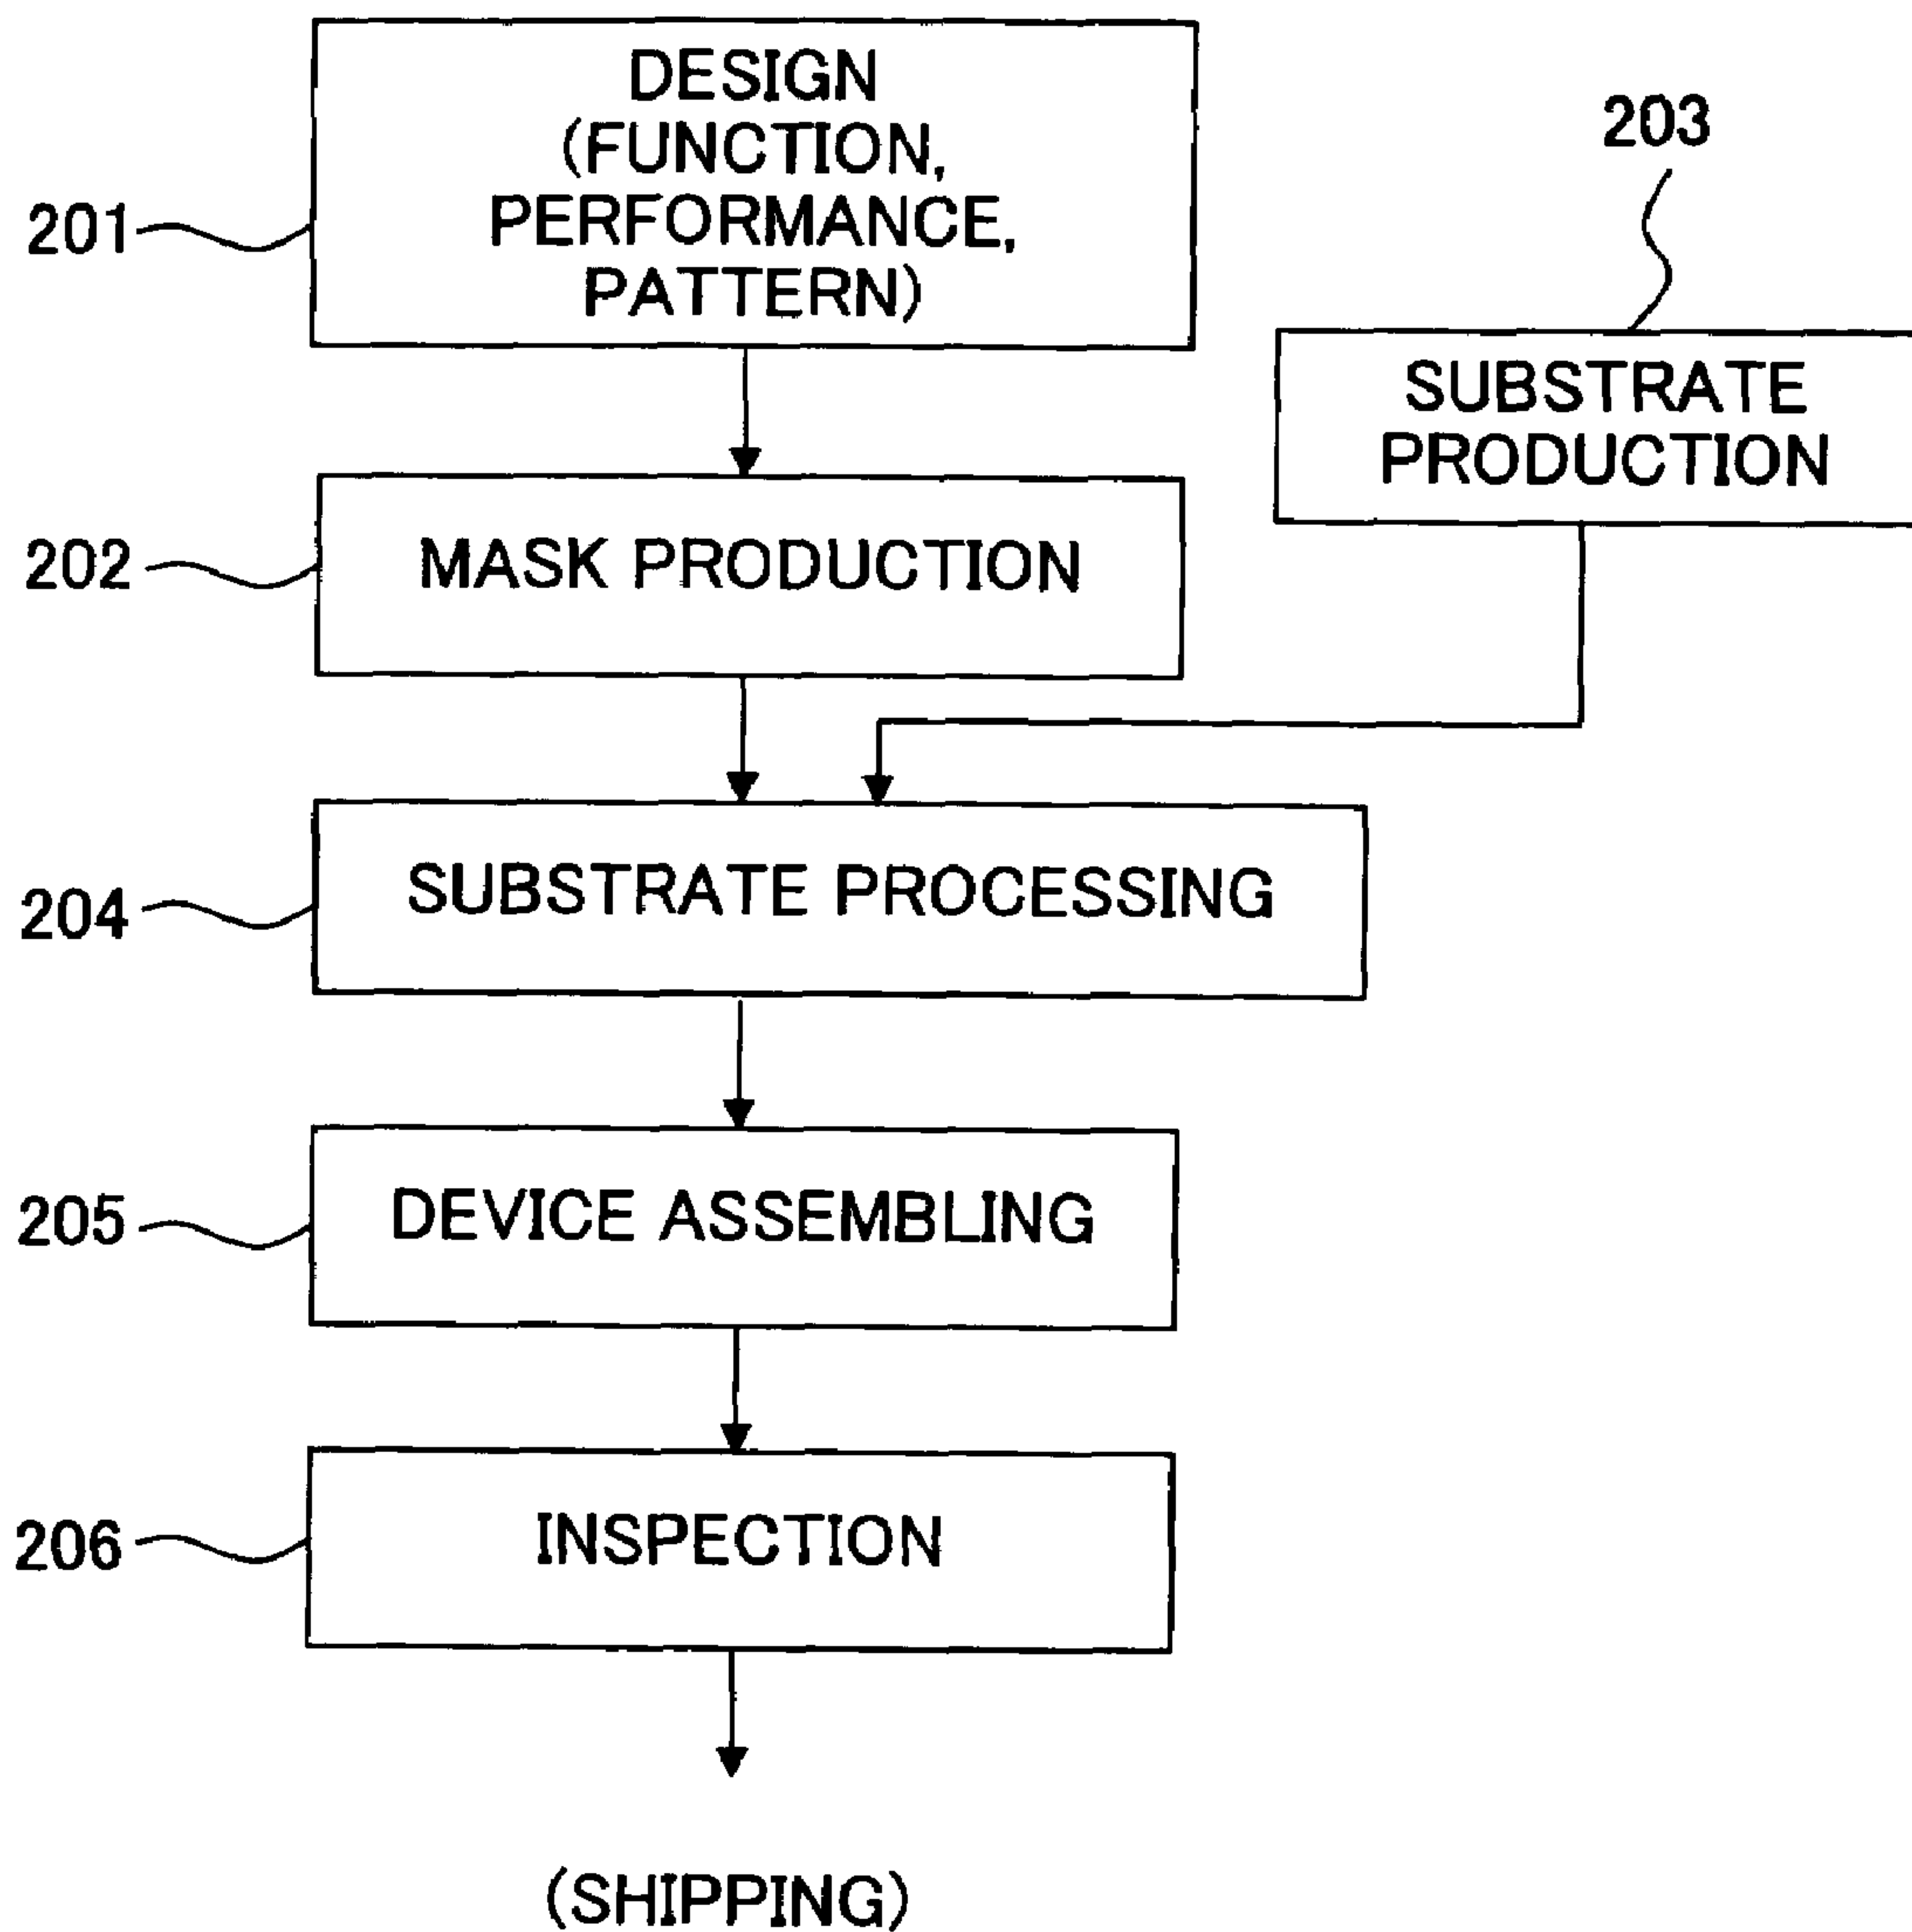 DESIGN
(FUNCTION,
PERFORMANCE,
PATTERN)
201
203
SUBSTRATE
PRODUCTION
202
MASK PRODUCTION
204
SUBSTRATE PROCESSING
205
DEVICE ASSEMBLING
206
INSPECTION
(SHIPPING)